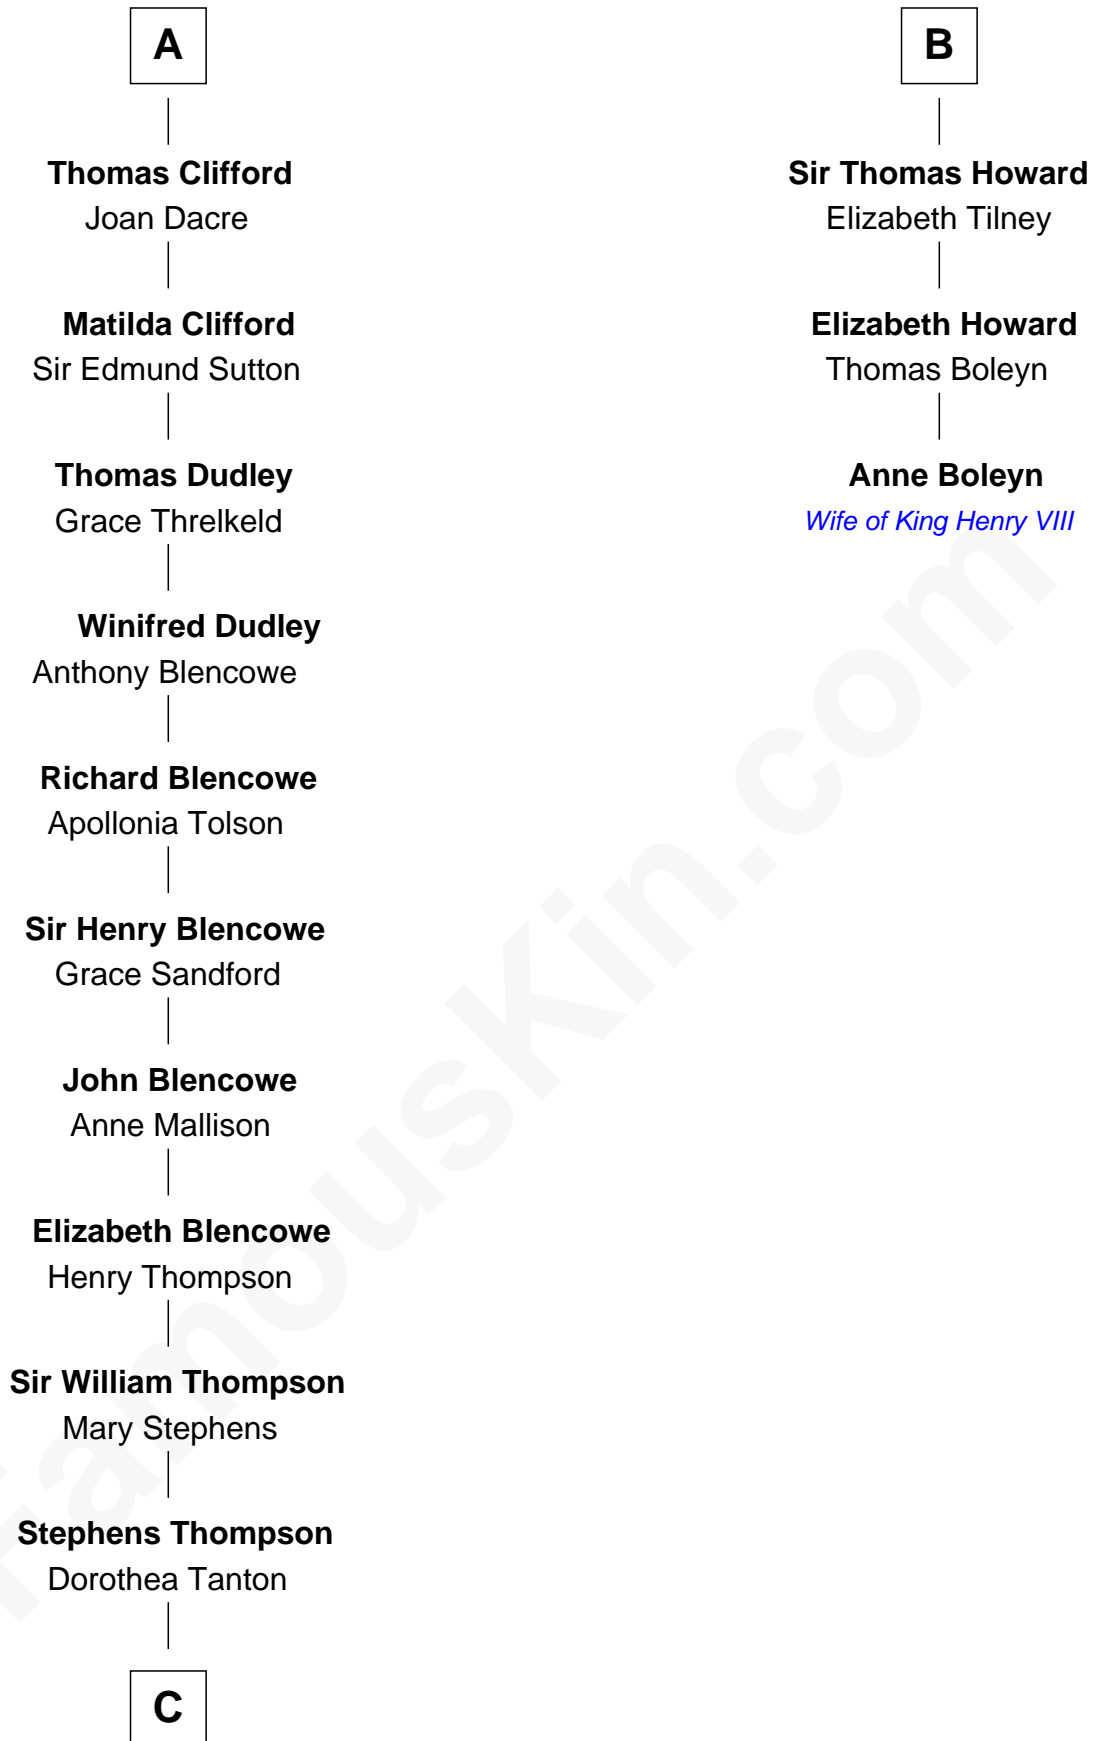 A
Thomas Clifford
Joan Dacre
Matilda Clifford
Sir Edmund Sutton
Thomas Dudley
Grace Threlkeld
Winifred Dudley
Anthony Blencowe
Richard Blencowe
Apollonia Tolson
Sir Henry Blencowe
Grace Sandford
John Blencowe
Anne Mallison
Elizabeth Blencowe
Henry Thompson
Sir William Thompson
Mary Stephens
Stephens Thompson
Dorothea Tanton
C
B
Sir Thomas Howard
Elizabeth Tilney
Elizabeth Howard
Thomas Boleyn
Anne Boleyn
Wife of King Henry VIII
FamousKin.com